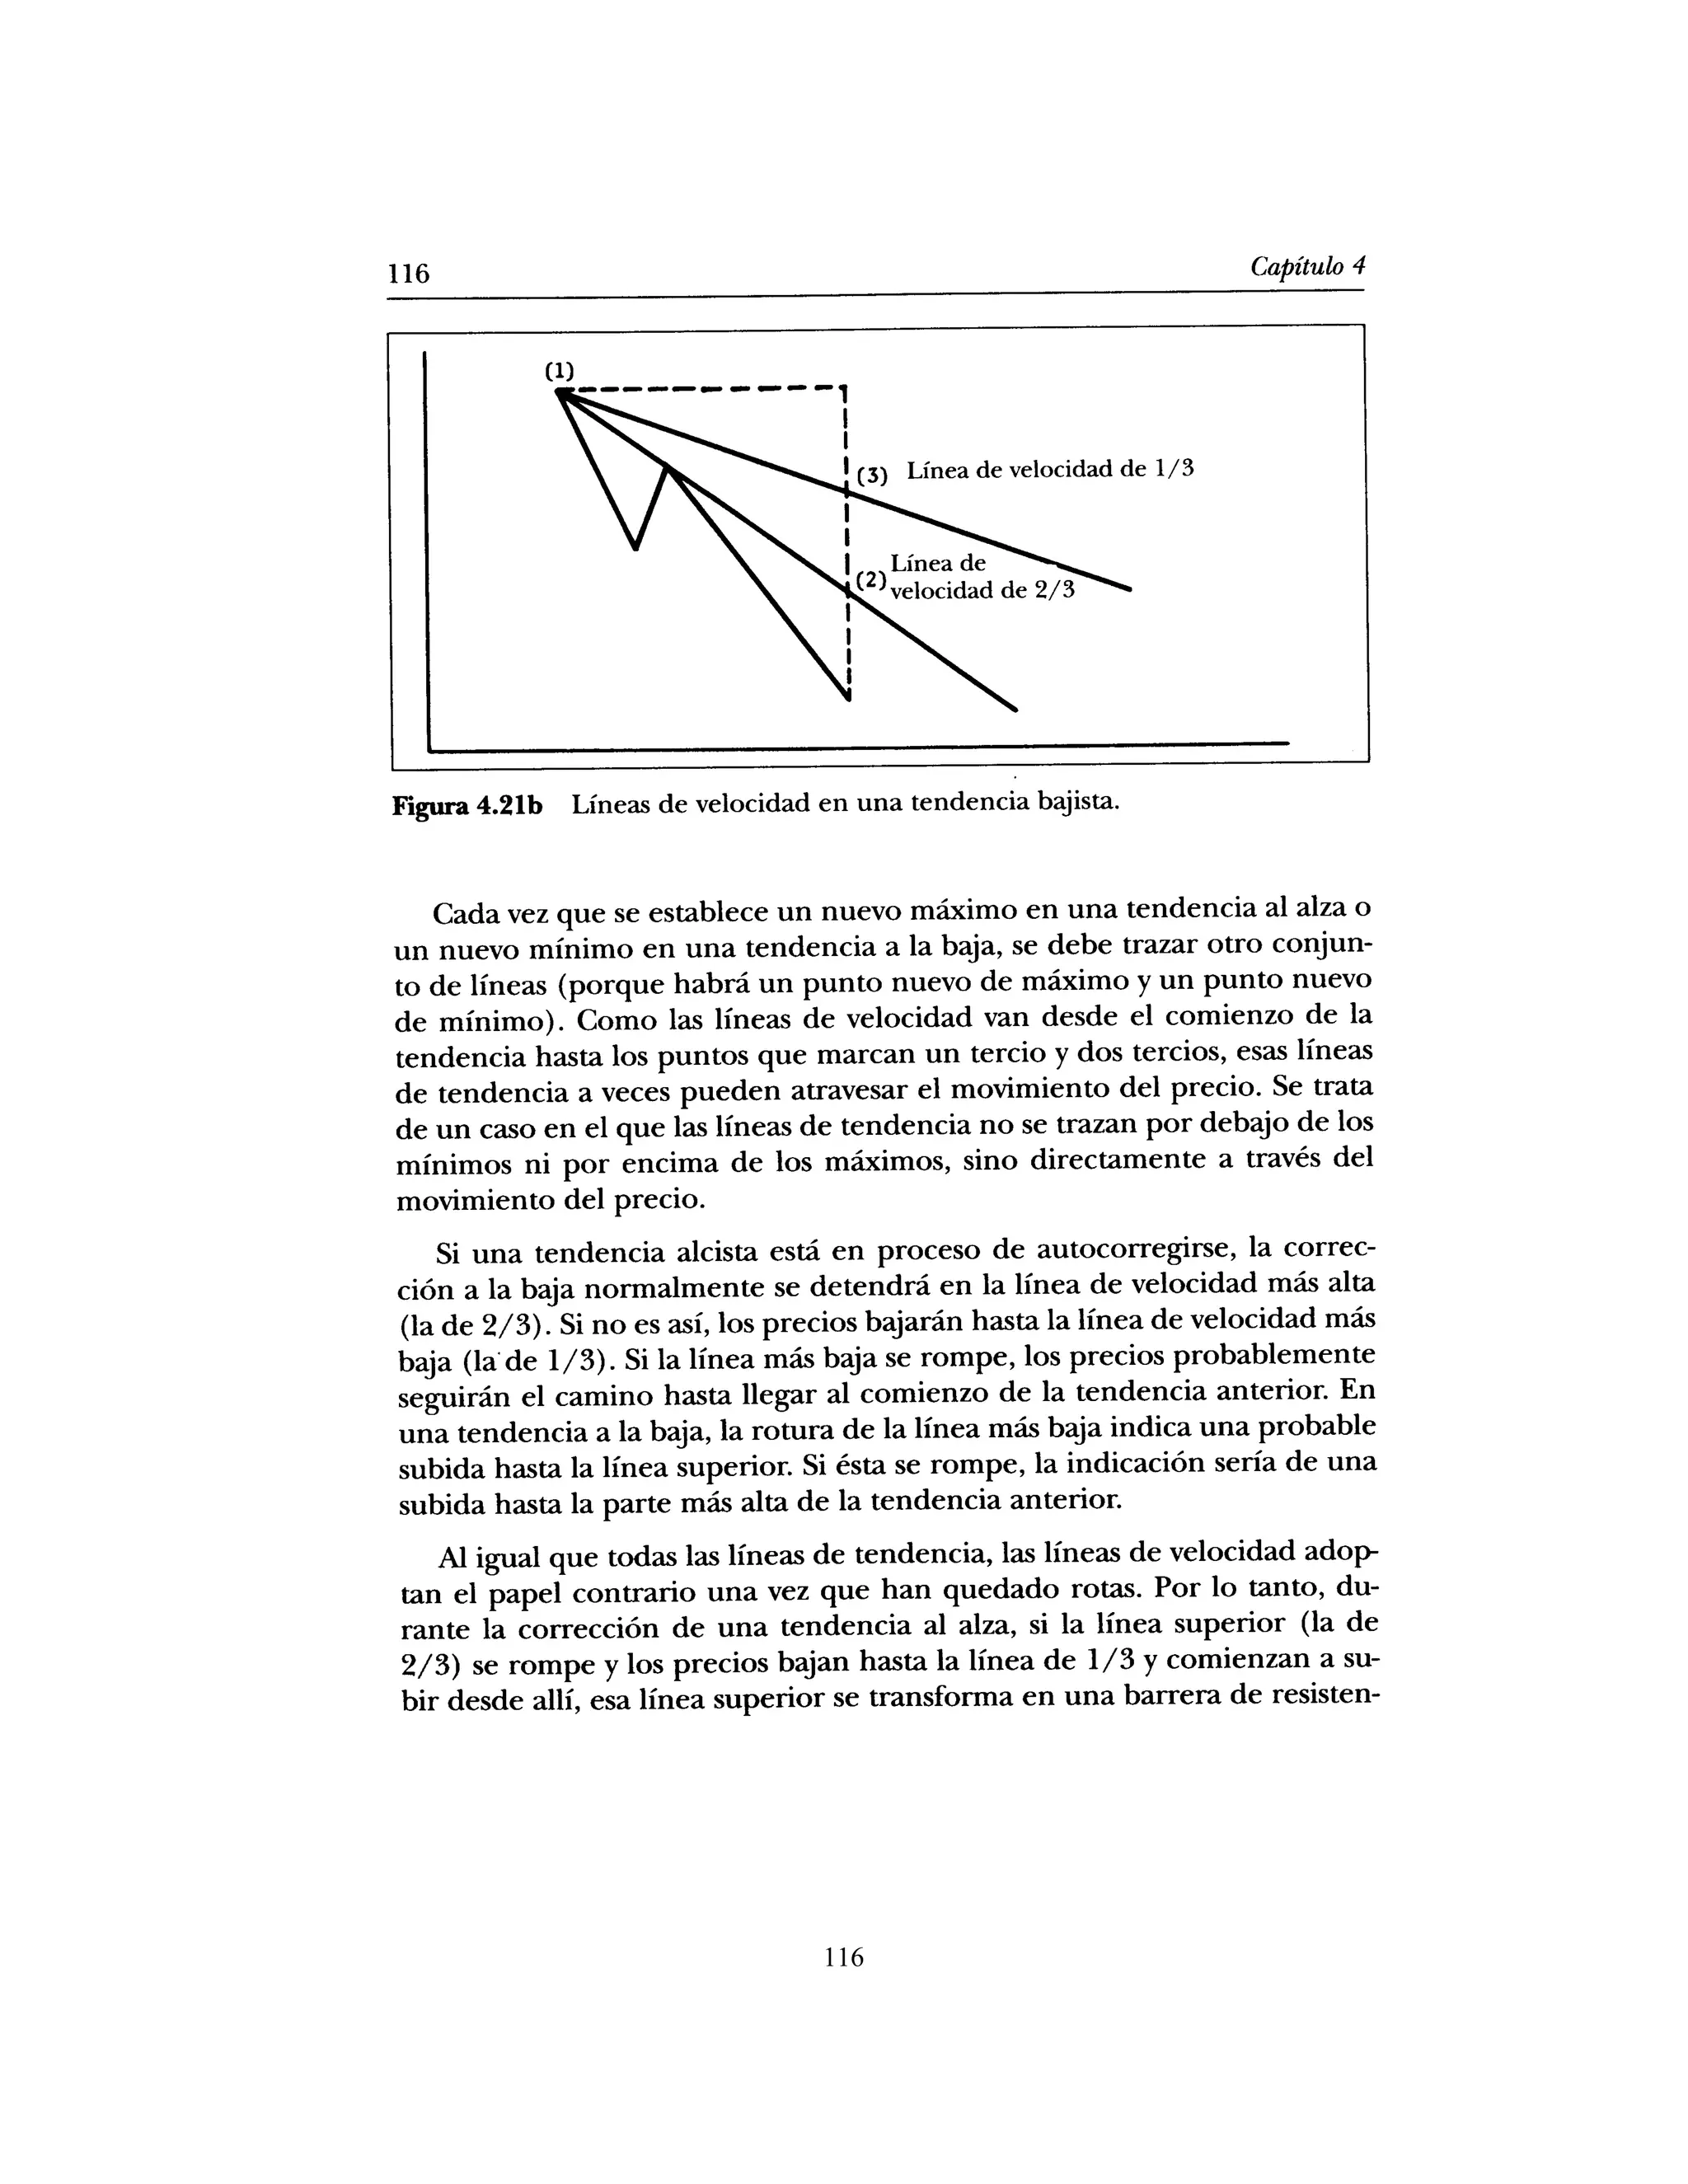 116
Capítulo 4
(1)
(3) Línea de velocidad de 1/3
Línea de
(2) velocidad de 2/3
Figura 4.21b Líneas de velocidad en una tendencia bajista.
Cada vez que se establece un nuevo máximo en una tendencia al alza o
un nuevo mínimo en una tendencia a la baja, se debe trazar otro conjun-
to de líneas (porque habrá un punto nuevo de máximo y un punto nuevo
de mínimo). Como las líneas de velocidad van desde el comienzo de la
tendencia hasta los puntos que marcan un tercio y dos tercios, esas líneas
de tendencia a veces pueden atravesar el movimiento del precio. Se trata
de un caso en el que las líneas de tendencia no se trazan por debajo de los
mínimos ni por encima de los máximos, sino directamente a través del
movimiento del precio.
Si una tendencia alcista está en proceso de autocorregirse, la correc-
ción a la baja normalmente se detendrá en la línea de velocidad más alta
(la de 2/3). Si no es así, los precios bajarán hasta la línea de velocidad más
baja (la de 1/3). Si la línea más baja se rompe, los precios probablemente
seguirán el camino hasta llegar al comienzo de la tendencia anterior. En
una tendencia a la baja, la rotura de la línea más baja indica una probable
subida hasta la línea superior. Si ésta se rompe, la indicación sería de una
subida hasta la parte más alta de la tendencia anterior.
Al igual que todas las líneas de tendencia, las líneas de velocidad adop-
tan el papel contrario una vez que han quedado rotas. Por lo tanto, du-
rante la corrección de una tendencia al alza, si la línea superior (la de
2/3) se rompe y los precios bajan hasta la línea de 1/3 y comienzan a su-
bir desde allí, esa línea superior se transforma en una barrera de resisten-
116